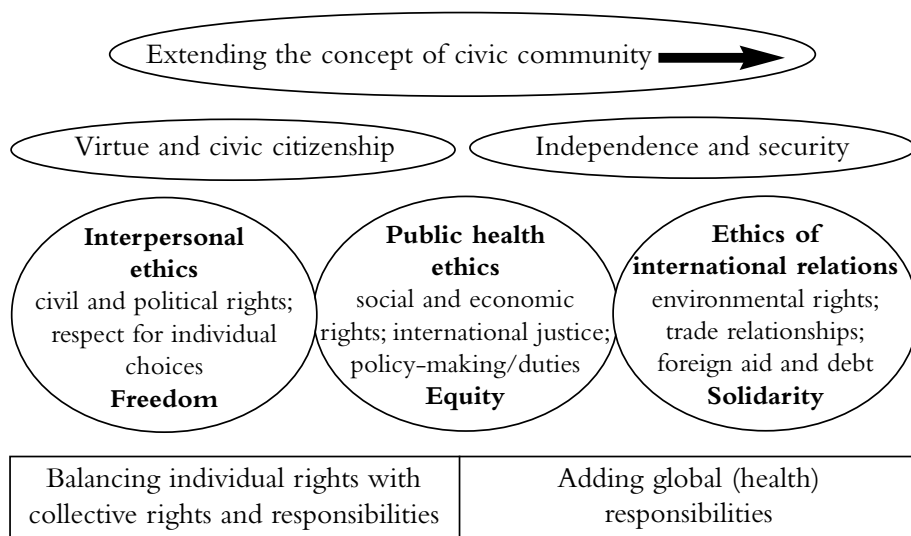 Extending the concept of civic community
Virtue and civic citizenship
Independence and security
Interpersonal
ethics
civil and political rights;
respect for individual
choices
Freedom
Public health
ethics
social and economic
rights; international justice;
policy-making/duties
Equity
Ethics of
international relations
environmental rights;
trade relationships;
foreign aid and debt
Solidarity
Balancing individual rights with
collective rights and responsibilities
Adding global (health)
responsibilities